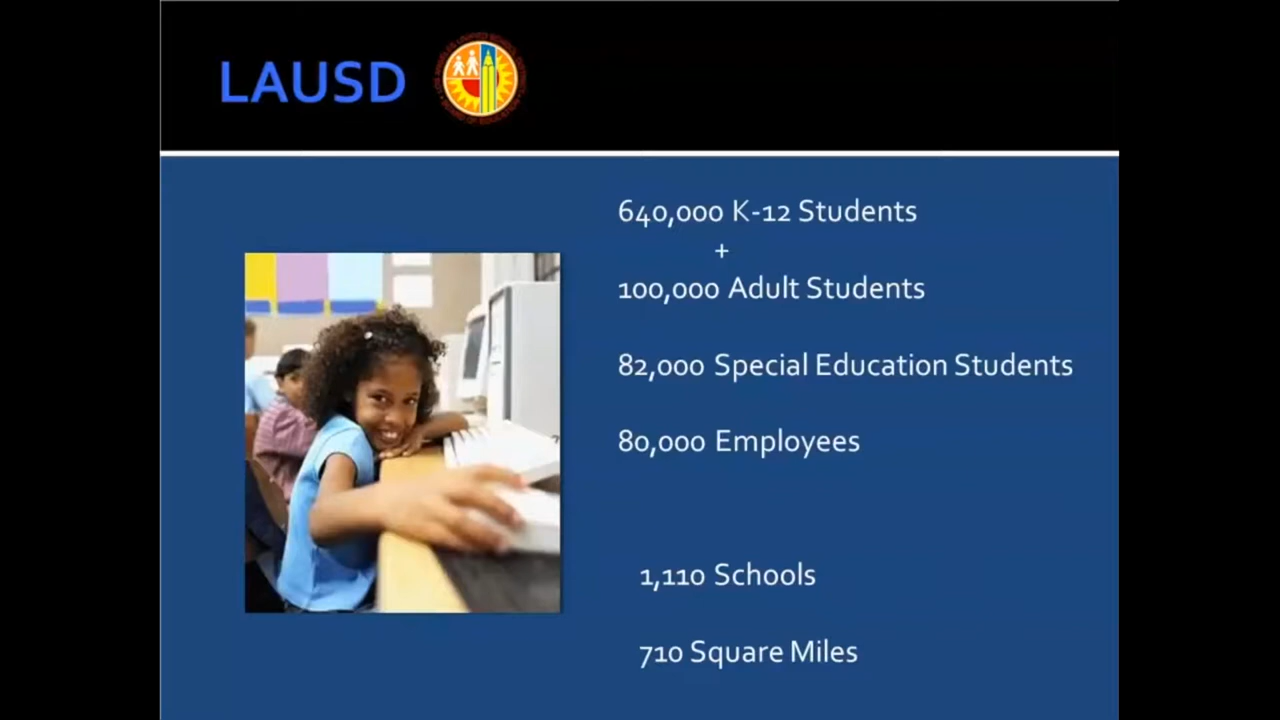 LAUSD
640,000 K-12 Students
+
100,000 Adult Students
82,000 Special Education Students
80,000 Employees
1,110 Schools
710 Square Miles